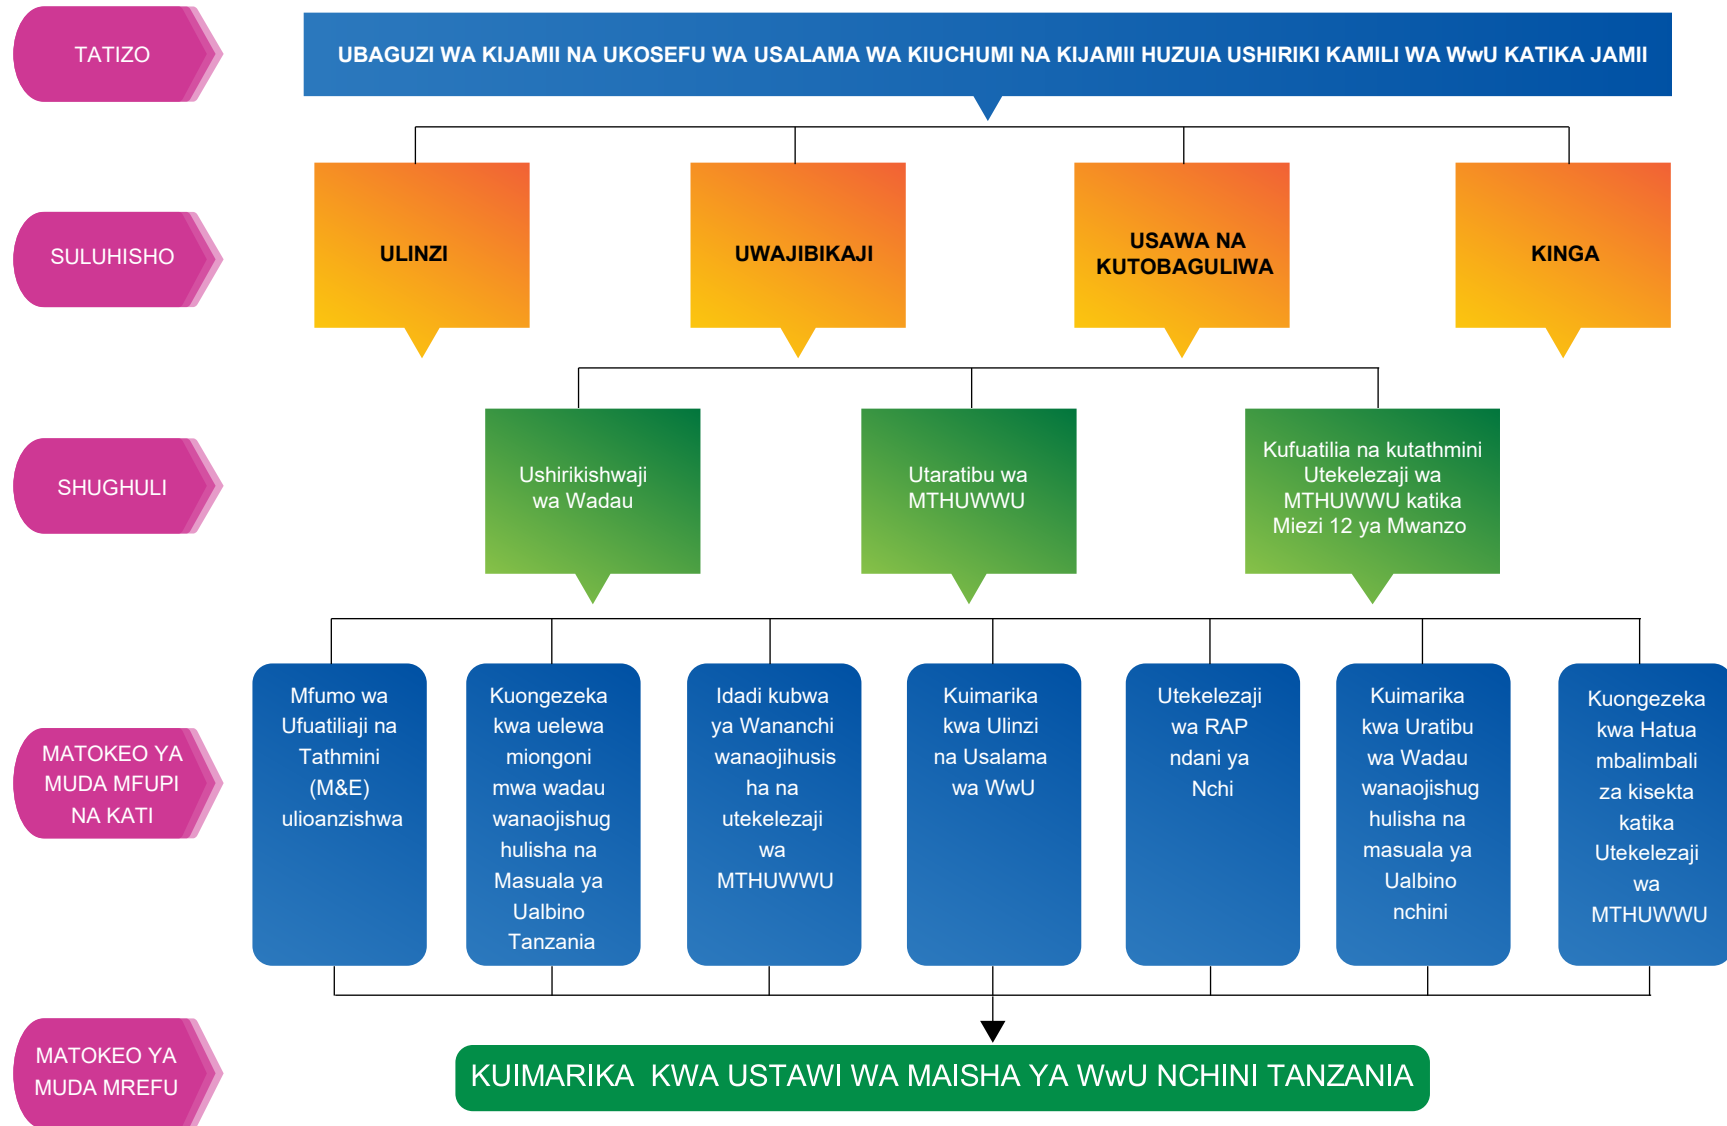 TATIZO
UBAGUZI WA KIJAMII NA UKOSEFU WA USALAMA WA KIUCHUMI NA KIJAMII HUZUIA USHIRIKI KAMILI WA WwU KATIKA JAMII
SULUHISHO
ULINZI
UWAJIBIKAJI
USAWA NA
KUTOBAGULIWA
KINGA
SHUGHULI
Ushirikishwaji
wa Wadau
Utaratibu wa
MTHUWWU
Kufuatilia na kutathmini
Utekelezaji wa
MTHUWWU katika
Miezi 12 ya Mwanzo
MATOKEO YA
MUDA MFUPI
NA KATI
Mfumo wa
Ufuatiliaji na
Tathmini
(M&E)
ulioanzishwa
Kuongezeka
kwa uelewa
miongoni
mwa wadau
wanaojishug
hulisha na
Masuala ya
Ualbino
Tanzania
Idadi kubwa
ya Wananchi
wanaojihusis
ha na
utekelezaji
wa
MTHUWWU
Kuimarika
kwa Ulinzi
na Usalama
wa WwU
Utekelezaji
wa RAP
ndani ya
Nchi
Kuimarika
kwa Uratibu
wa Wadau
wanaojishug
hulisha na
masuala ya
Ualbino
nchini
Kuongezeka
kwa Hatua
mbalimbali
za kisekta
katika
Utekelezaji
wa
MTHUWWU
MATOKEO YA
MUDA MREFU
KUIMARIKA KWA USTAWI WA MAISHA YA WwU NCHINI TANZANIA